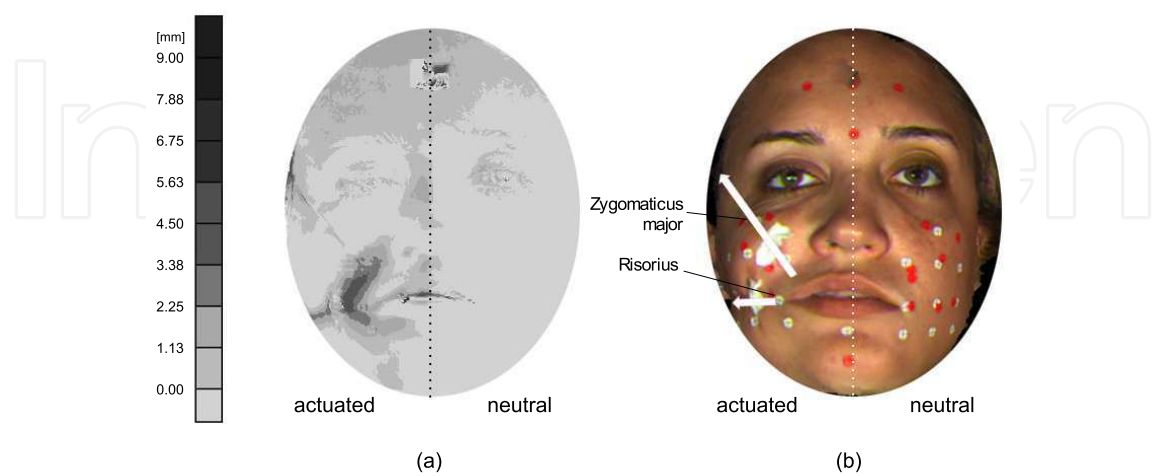 [mm]
9.00
7.88
6.75
5.63
4.50
3.38
2.25
1.13
0.00
actuated neutral
(a)
Zygomaticus
major
Risorius
actuated neutral
(b)